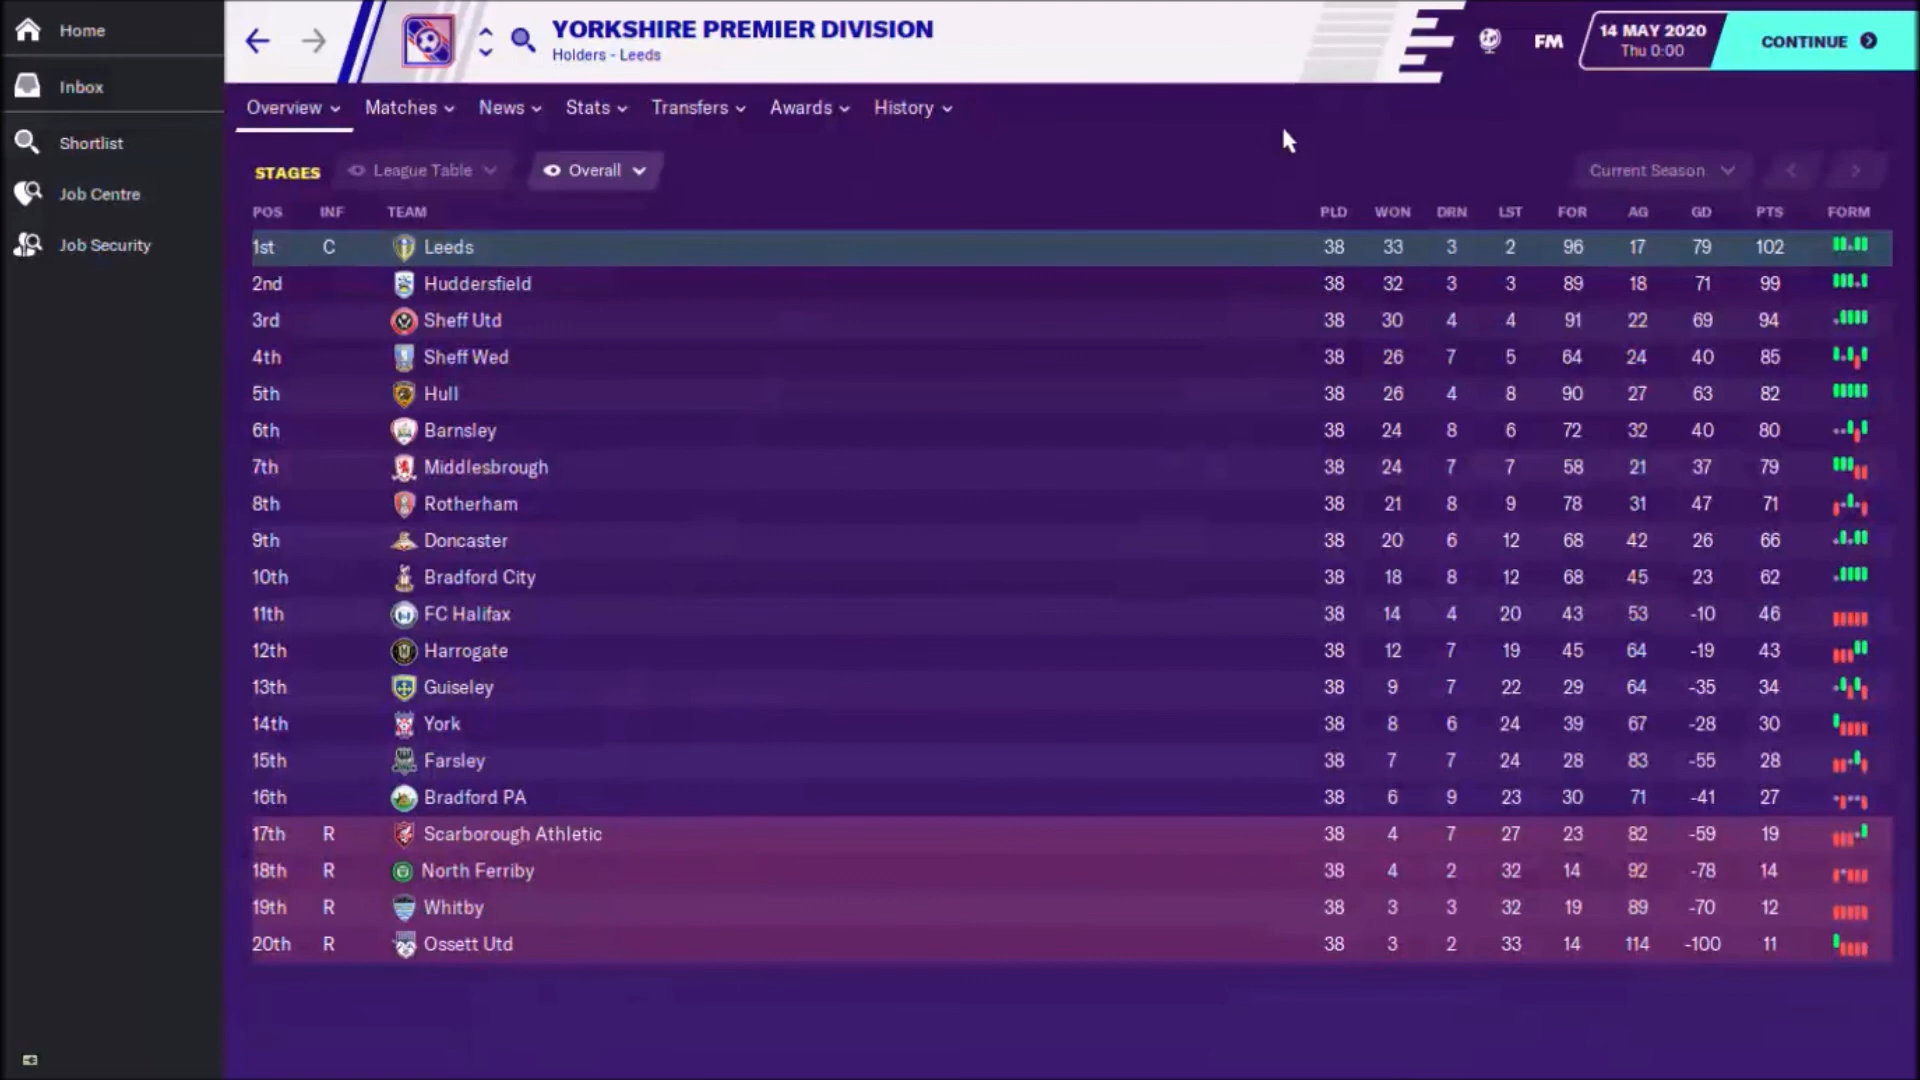 Home
Inbox
Shortlist
Job Centre
Job Security
YORKSHIRE PREMIER DIVISION
Holders - Leeds
FM
14 MAY 2020
Thu 0:00
CONTINUE
Overview Matches News Stats Transfers Awards History
STAGES League Table Overall Current Season
POS INF TEAM PLD WON DRN LST FOR AG GD PTS FORM
1st C Leeds 38 33 3 2 96 17 79 102
2nd Huddersfield 38 32 3 3 89 18 71 99
3rd Sheff Utd 38 30 4 4 91 22 69 94
4th Sheff Wed 38 26 7 5 64 24 40 85
5th Hull 38 26 4 8 90 27 63 82
6th Barnsley 38 24 8 6 72 32 40 80
7th Middlesbrough 38 24 7 7 58 21 37 79
8th Rotherham 38 21 8 9 78 31 47 71
9th Doncaster 38 20 6 12 68 42 26 66
10th Bradford City 38 18 8 12 68 45 23 62
11th FC Halifax 38 14 4 20 43 53 -10 46
12th Harrogate 38 12 7 19 45 64 -19 43
13th Guiseley 38 9 7 22 29 64 -35 34
14th York 38 8 6 24 39 67 -28 30
15th Farsley 38 7 7 24 28 83 -55 28
16th Bradford PA 38 6 9 23 30 71 -41 27
17th R Scarborough Athletic 38 4 7 27 23 82 -59 19
18th R North Ferriby 38 4 2 32 14 92 -78 14
19th R Whitby 38 3 3 32 19 89 -70 12
20th R Ossett Utd 38 3 2 33 14 114 -100 11